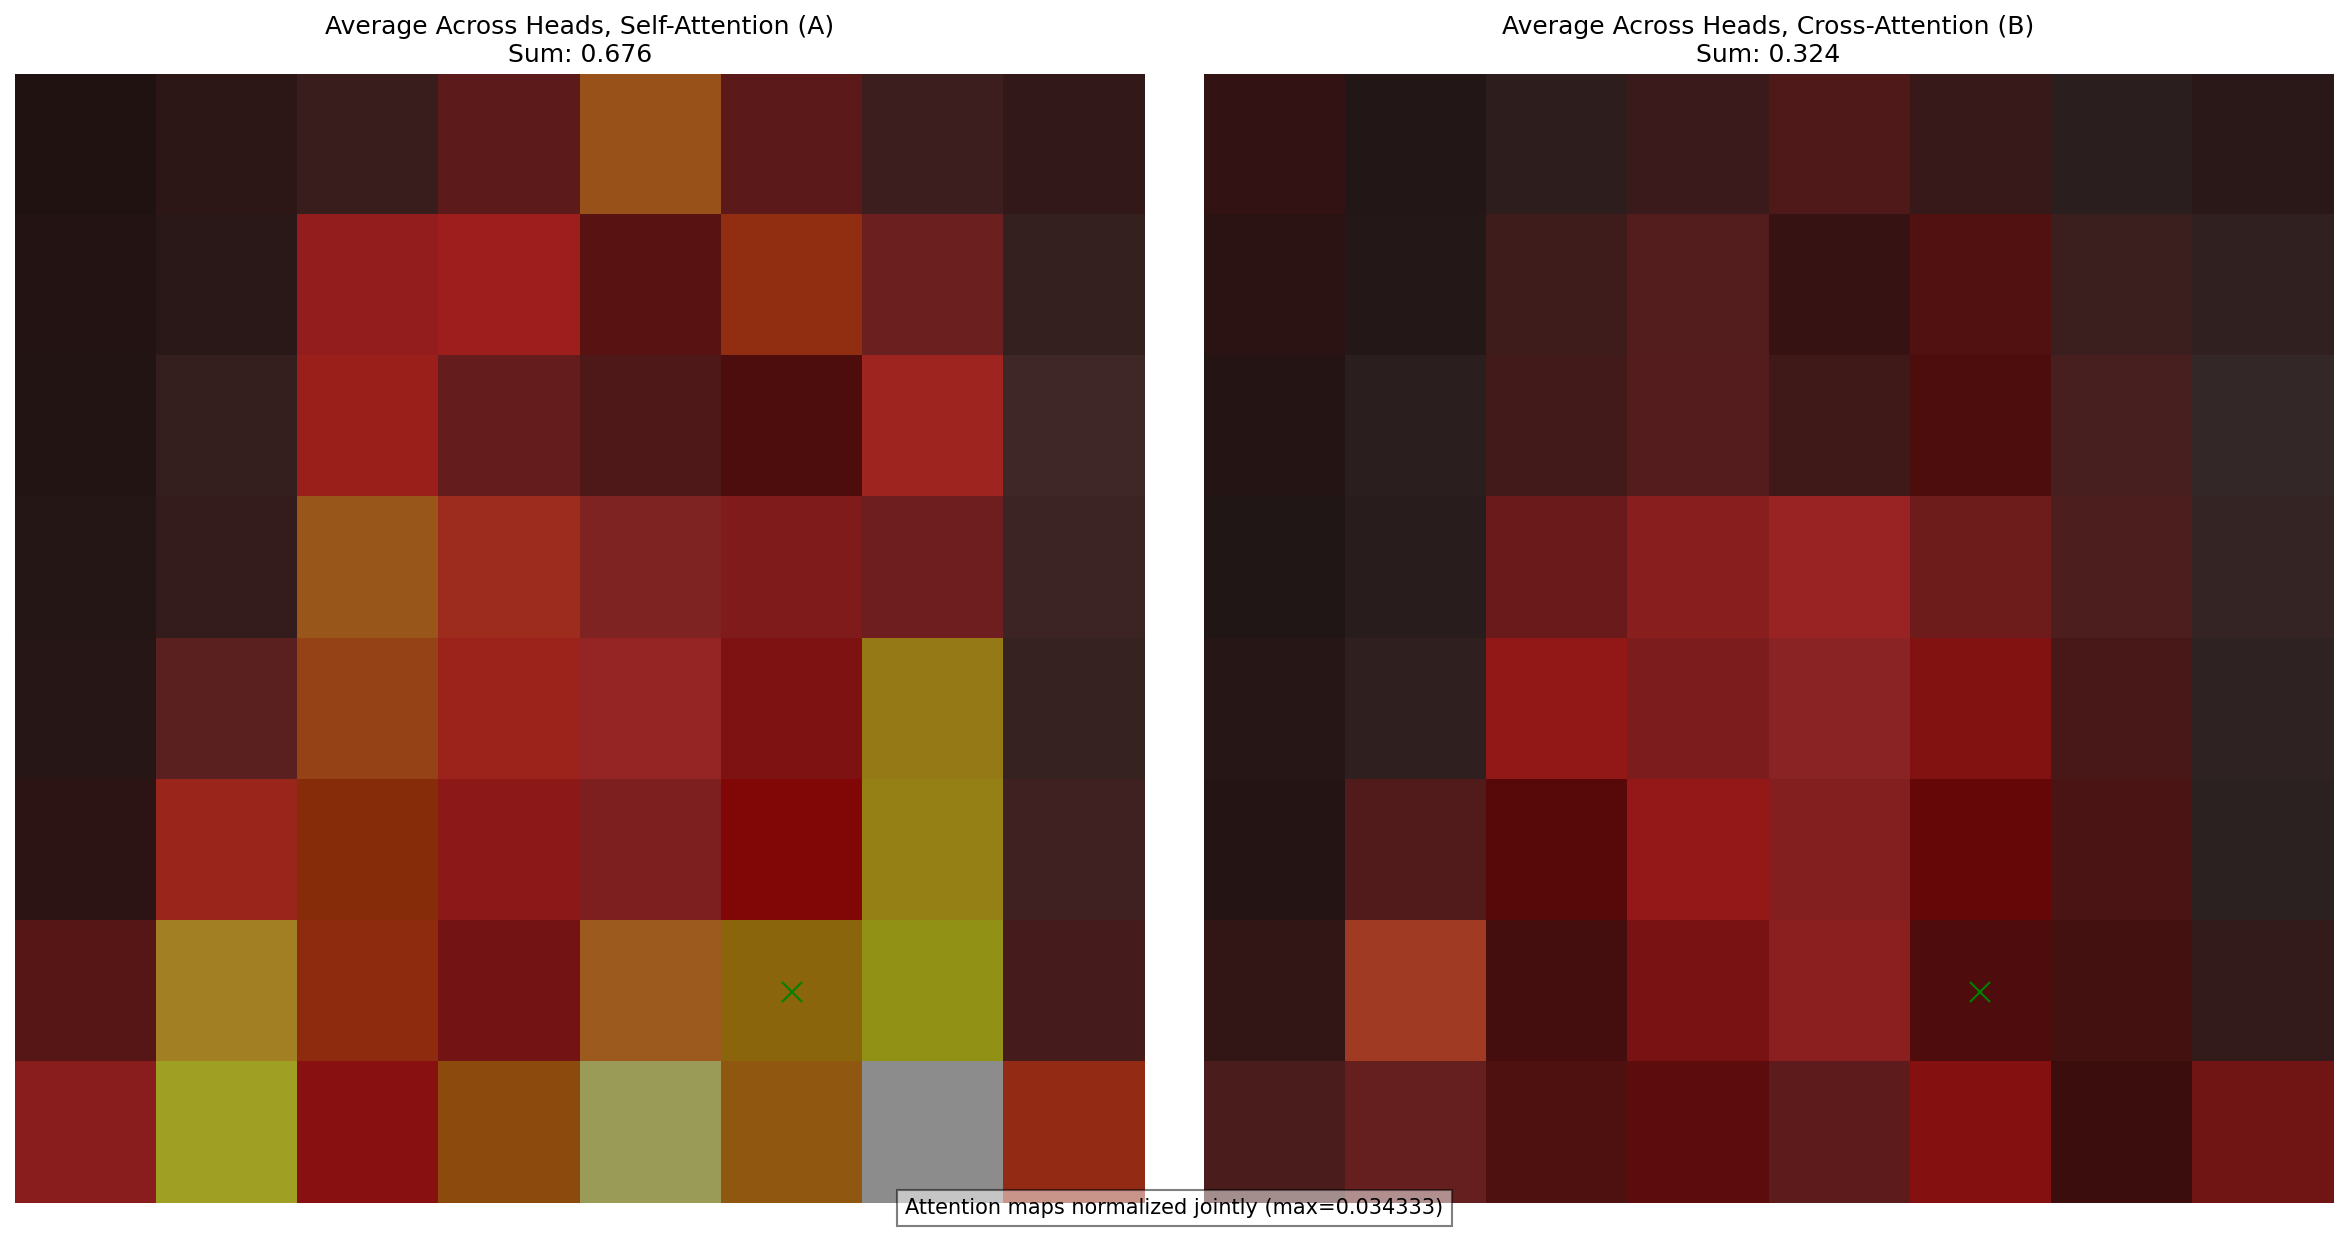 Average Across Heads, Self-Attention (A)
Sum: 0.676
Average Across Heads, Cross-Attention (B)
Sum: 0.324
Attention maps normalized jointly (max=0.034333)